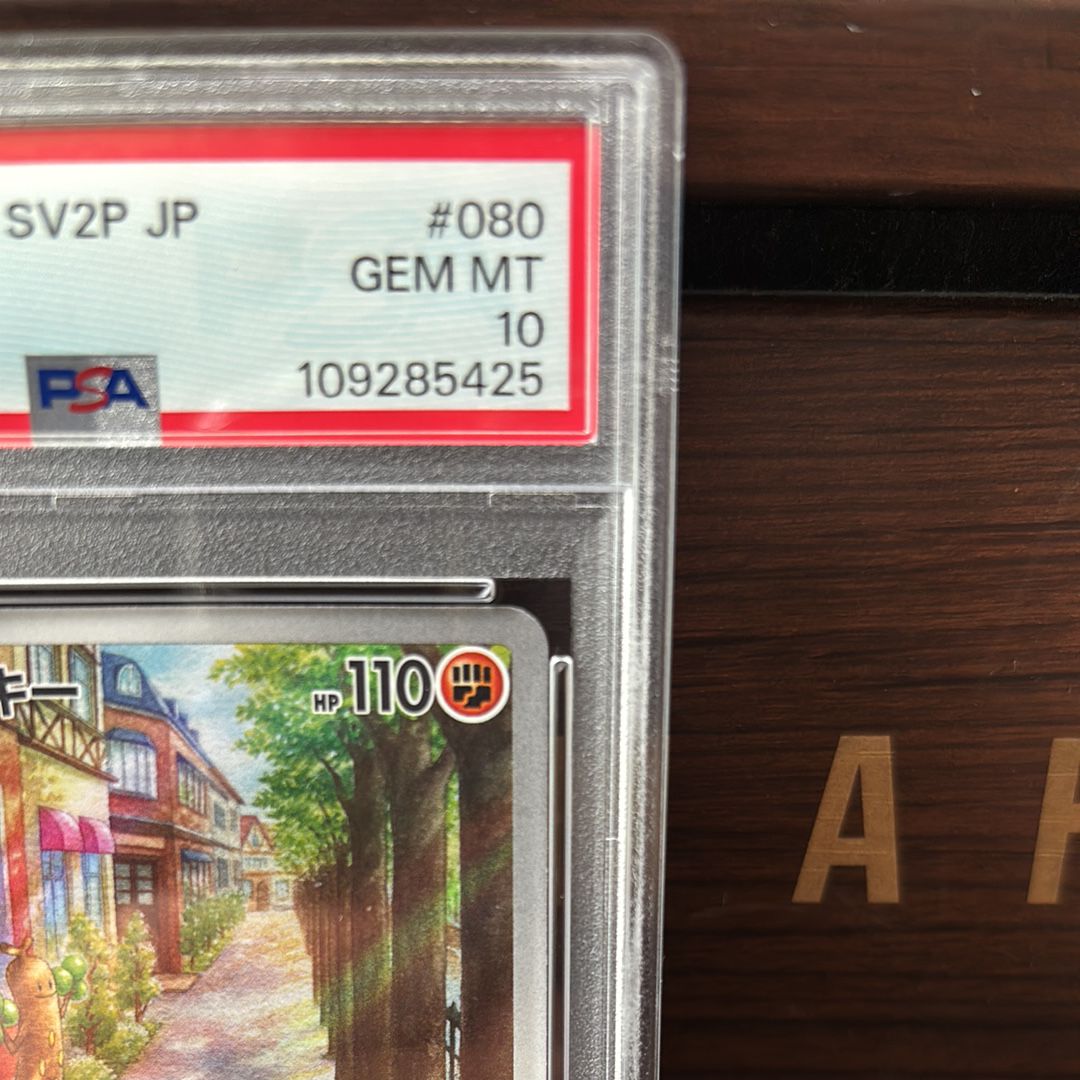 SV2P JP #080
GEM MT
10
PSA 109285425
キー HP 110
A